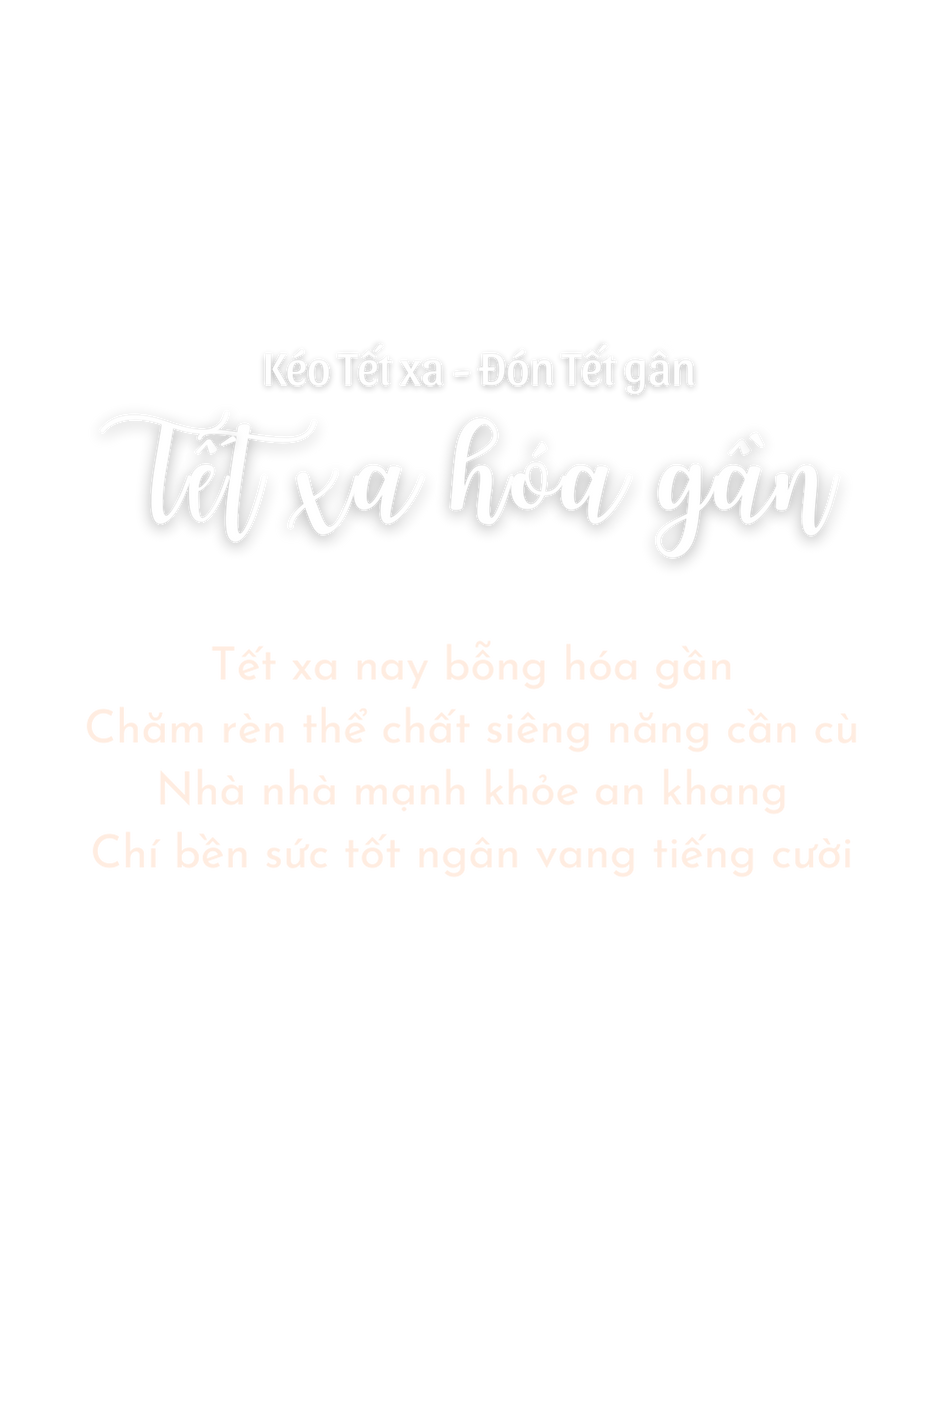 Kéo Tết xa - Đón Tết gần
Tết xa hóa gần
Tết xa nay bỗng hóa gần
Chăm rèn thể chất siêng năng cần cù
Nhà nhà mạnh khỏe an khang
Chí bền sức tốt ngân vang tiếng cười